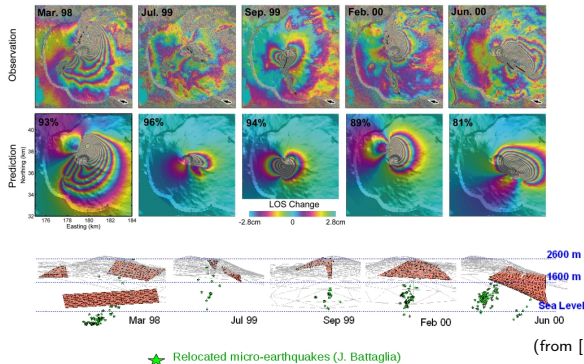 Mar. 98 Jul. 99 Sep. 99 Feb. 00 Jun. 00
Observation
93% 96% 94% 89% 81%
Prediction
Northing (km)
40
38
36
34
32
176 178 180 182 184
Easting (km)
LOS Change
-2.8cm 0 2.8cm
2600 m
1600 m
Sea Level
Mar 98 Jul 99 Sep 99 Feb 00 Jun 00
(from [
Relocated micro-earthquakes (J. Battaglia)